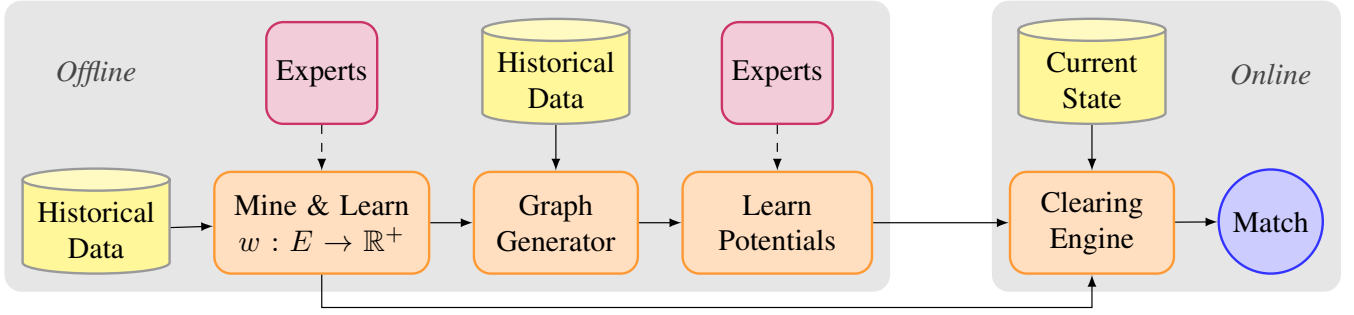 Offline
Experts
Historical
Data
Experts
Current
State
Online
Historical
Data
Mine & Learn
w : E → ℝ⁺
Graph
Generator
Learn
Potentials
Clearing
Engine
Match